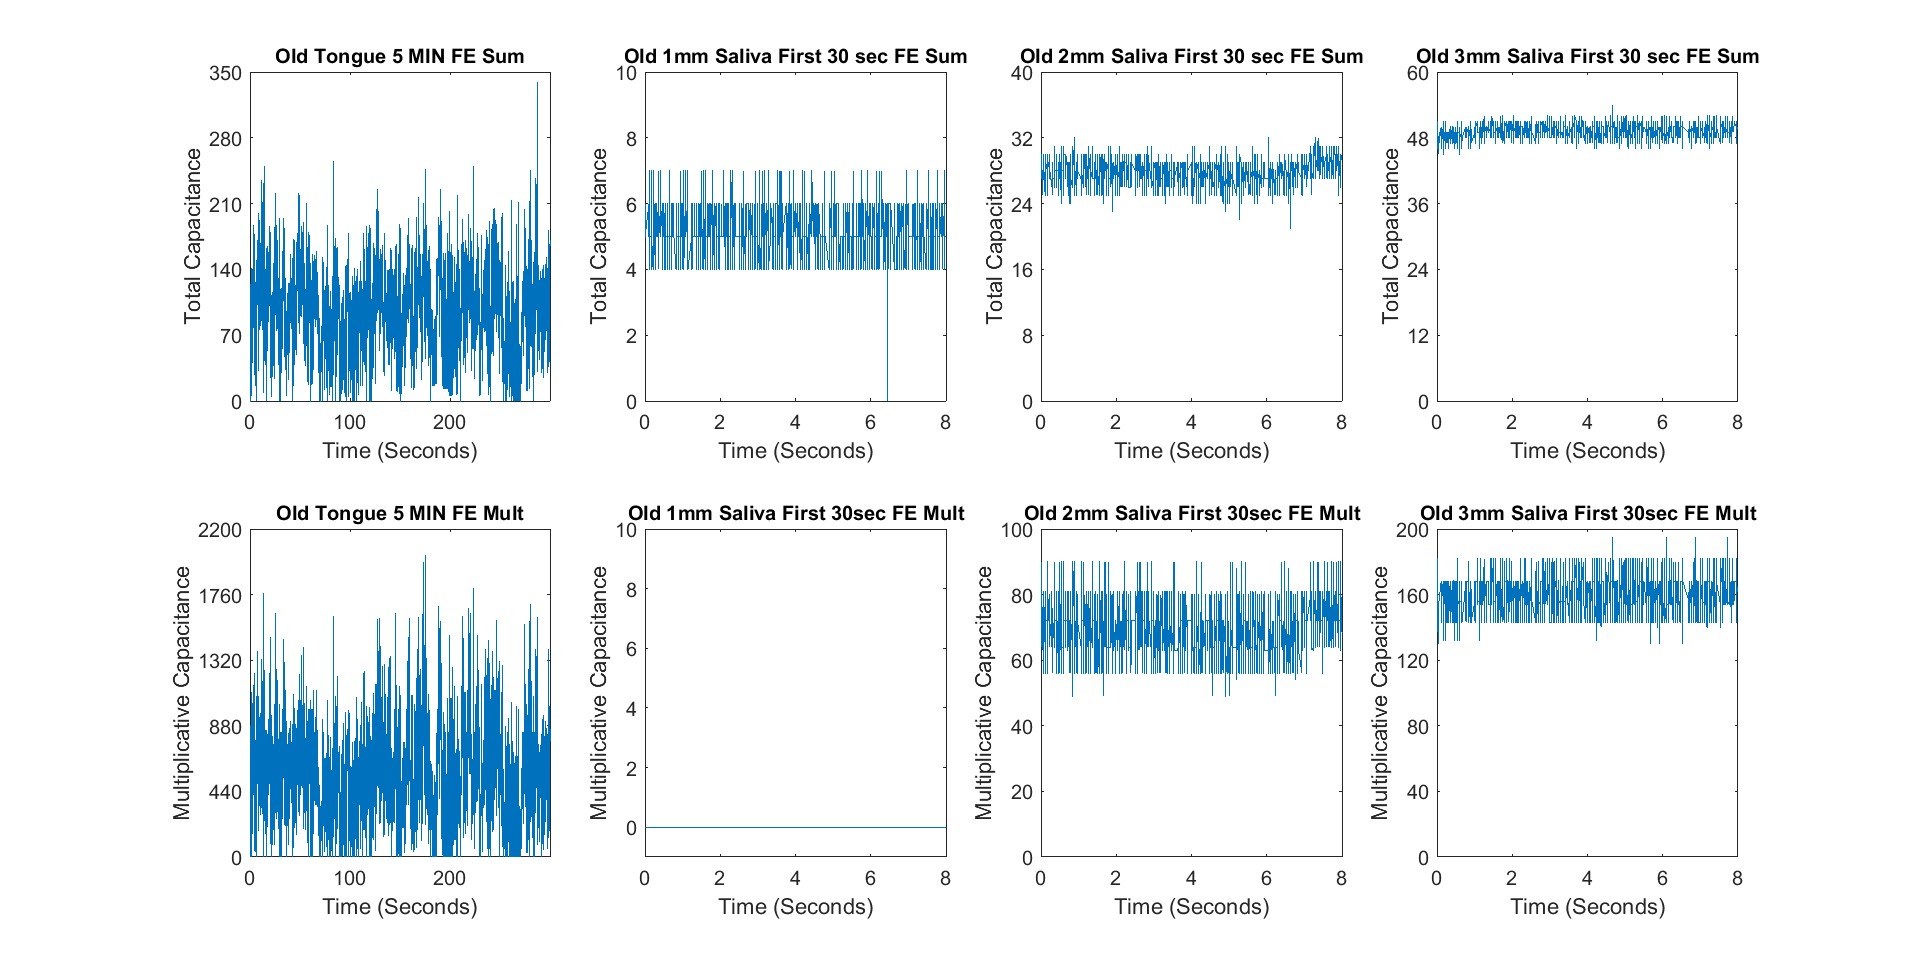 Old Tongue 5 MIN FE Sum
350
280
210
140
70
0
0 100 200
Total Capacitance
Time (Seconds)
Old 1mm Saliva First 30 sec FE Sum
10
8
6
4
2
0
0 2 4 6 8
Total Capacitance
Time (Seconds)
Old 2mm Saliva First 30 sec FE Sum
40
32
24
16
8
0
0 2 4 6 8
Total Capacitance
Time (Seconds)
Old 3mm Saliva First 30 sec FE Sum
60
48
36
24
12
0
0 2 4 6 8
Total Capacitance
Time (Seconds)
Old Tongue 5 MIN FE Mult
2200
1760
1320
880
440
0
0 100 200
Multiplicative Capacitance
Time (Seconds)
Old 1mm Saliva First 30sec FE Mult
10
8
6
4
2
0
0 2 4 6 8
Multiplicative Capacitance
Time (Seconds)
Old 2mm Saliva First 30sec FE Mult
100
80
60
40
20
0
0 2 4 6 8
Multiplicative Capacitance
Time (Seconds)
Old 3mm Saliva First 30sec FE Mult
200
160
120
80
40
0
0 2 4 6 8
Multiplicative Capacitance
Time (Seconds)